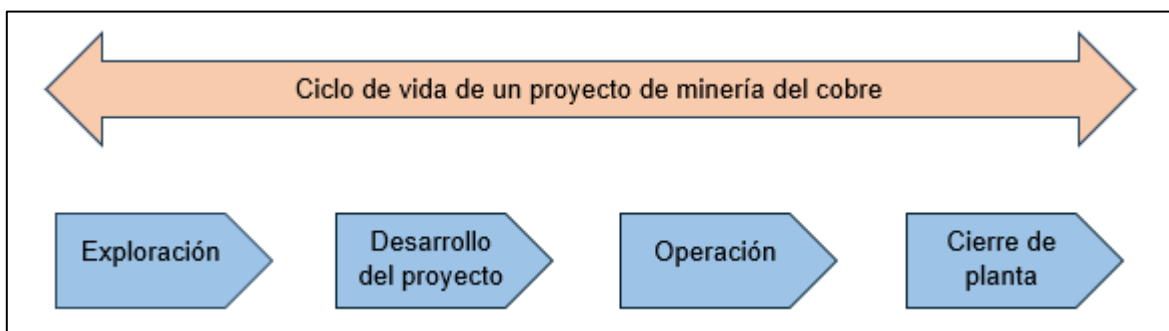 Ciclo de vida de un proyecto de minería del cobre
Exploración
Desarrollo
del proyecto
Operación
Cierre de
planta